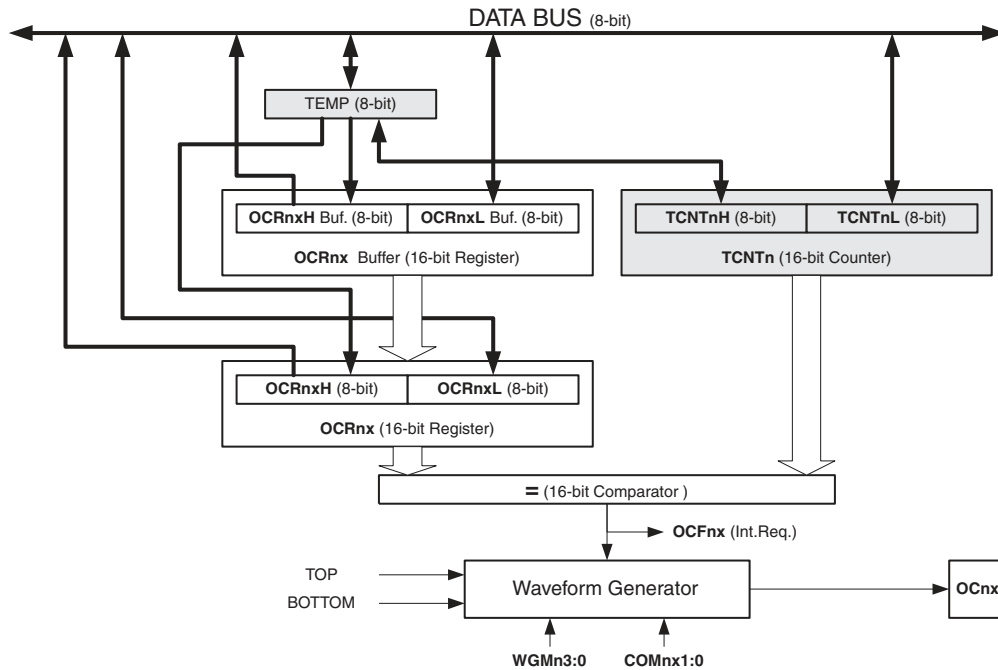 DATA BUS (8-bit)
TEMP (8-bit)
OCRnxH Buf. (8-bit)
OCRnxL Buf. (8-bit)
TCNTnH (8-bit)
TCNTnL (8-bit)
OCRnx Buffer (16-bit Register)
TCNTn (16-bit Counter)
OCRnxH (8-bit)
OCRnxL (8-bit)
OCRnx (16-bit Register)
= (16-bit Comparator )
OCFnx (Int.Req.)
TOP
BOTTOM
Waveform Generator
OCnx
WGMn3:0
COMnx1:0